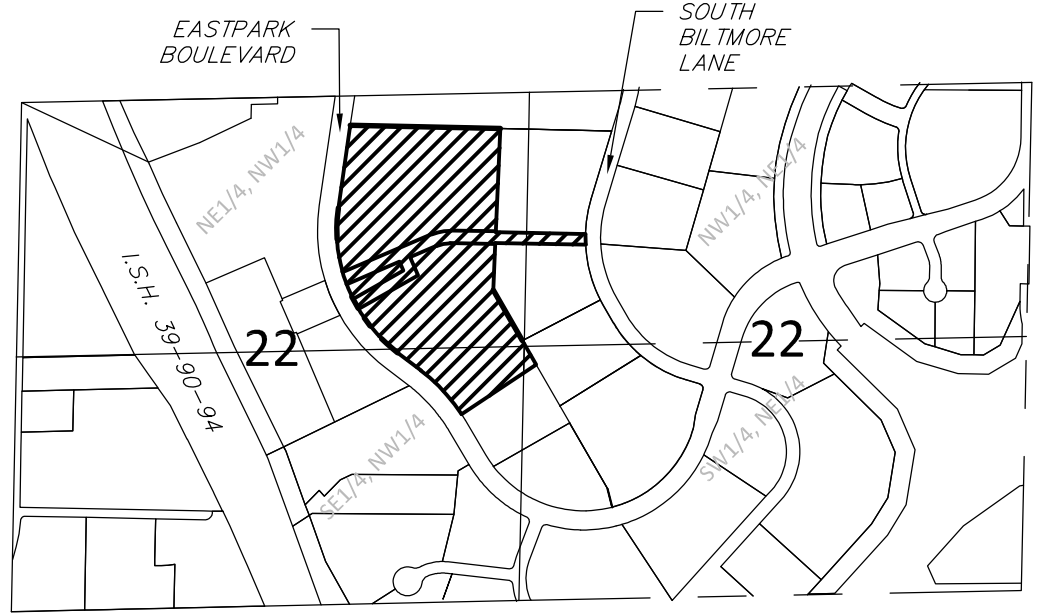 EASTPARK
BOULEVARD
SOUTH
BILTMORE
LANE
NE1/4, NW1/4
NW1/4, NE1/4
I.S.H. 39-90-94
22
22
SE1/4, NW1/4
SW1/4, NE1/4